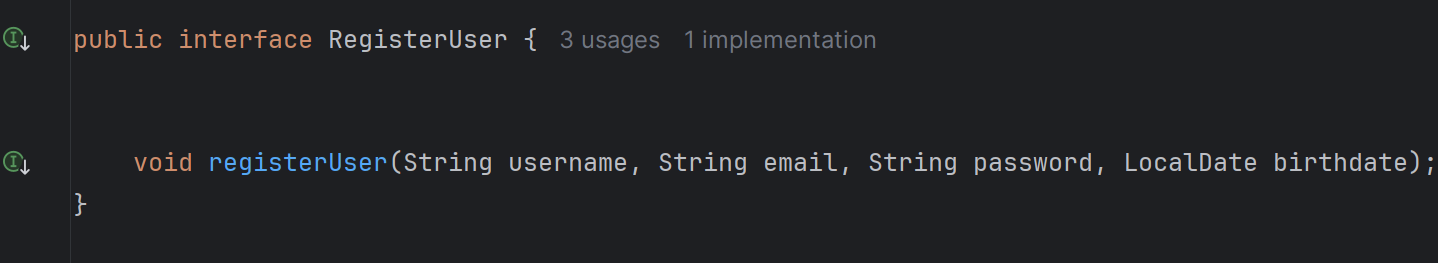 public interface RegisterUser { 3 usages 1 implementation
void registerUser(String username, String email, String password, LocalDate birthdate);
}